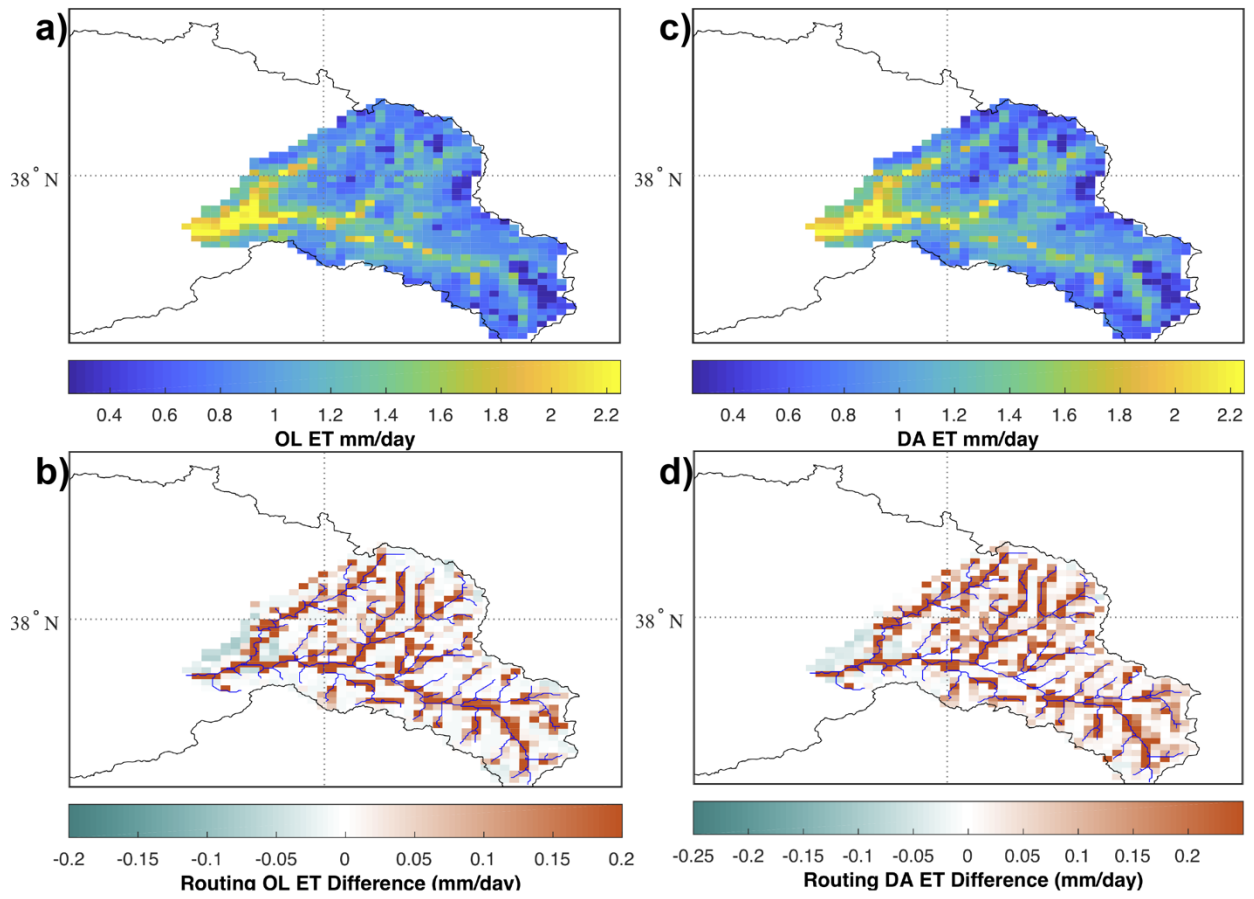 a)
38° N
0.4 0.6 0.8 1 1.2 1.4 1.6 1.8 2 2.2
OL ET mm/day
c)
38° N
0.4 0.6 0.8 1 1.2 1.4 1.6 1.8 2 2.2
DA ET mm/day
b)
38° N
-0.2 -0.15 -0.1 -0.05 0 0.05 0.1 0.15 0.2
Routing OL ET Difference (mm/day)
d)
38° N
-0.25 -0.2 -0.15 -0.1 -0.05 0 0.05 0.1 0.15 0.2
Routing DA ET Difference (mm/day)